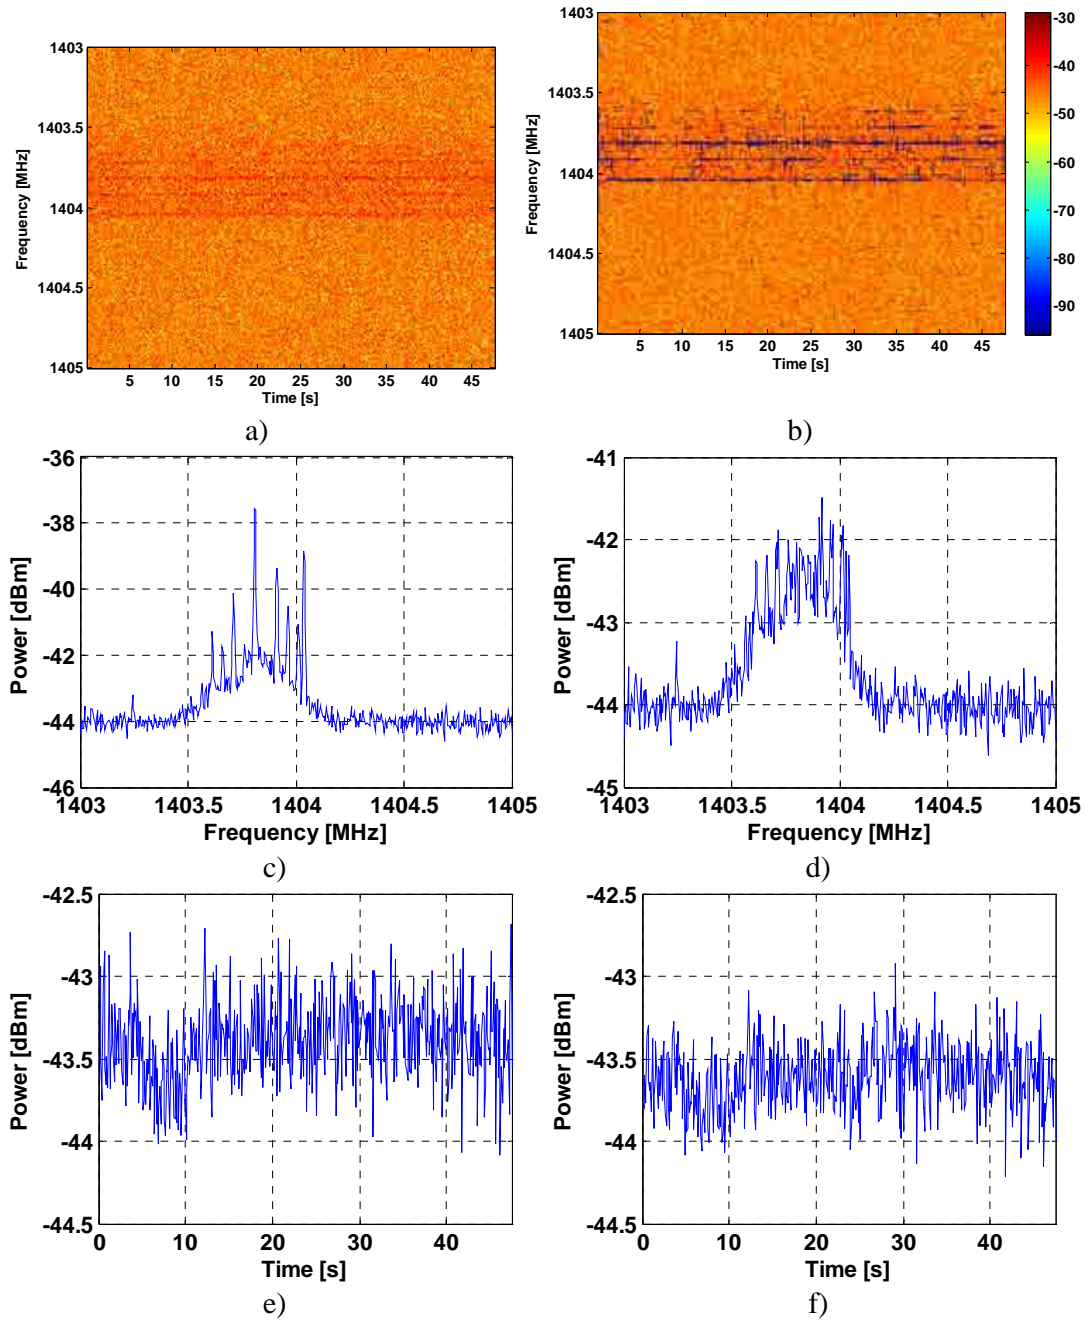 1403
1403.5
1404
1404.5
1405
Frequency [MHz]
5 10 15 20 25 30 35 40 45
Time [s]
a)
1403
1403.5
1404
1404.5
1405
Frequency [MHz]
5 10 15 20 25 30 35 40 45
Time [s]
-30
-40
-50
-60
-70
-80
-90
b)
-36
-38
-40
-42
-44
-46
Power [dBm]
1403 1403.5 1404 1404.5 1405
Frequency [MHz]
c)
-41
-42
-43
-44
-45
Power [dBm]
1403 1403.5 1404 1404.5 1405
Frequency [MHz]
d)
-42.5
-43
-43.5
-44
-44.5
Power [dBm]
0 10 20 30 40
Time [s]
e)
-42.5
-43
-43.5
-44
-44.5
Power [dBm]
0 10 20 30 40
Time [s]
f)